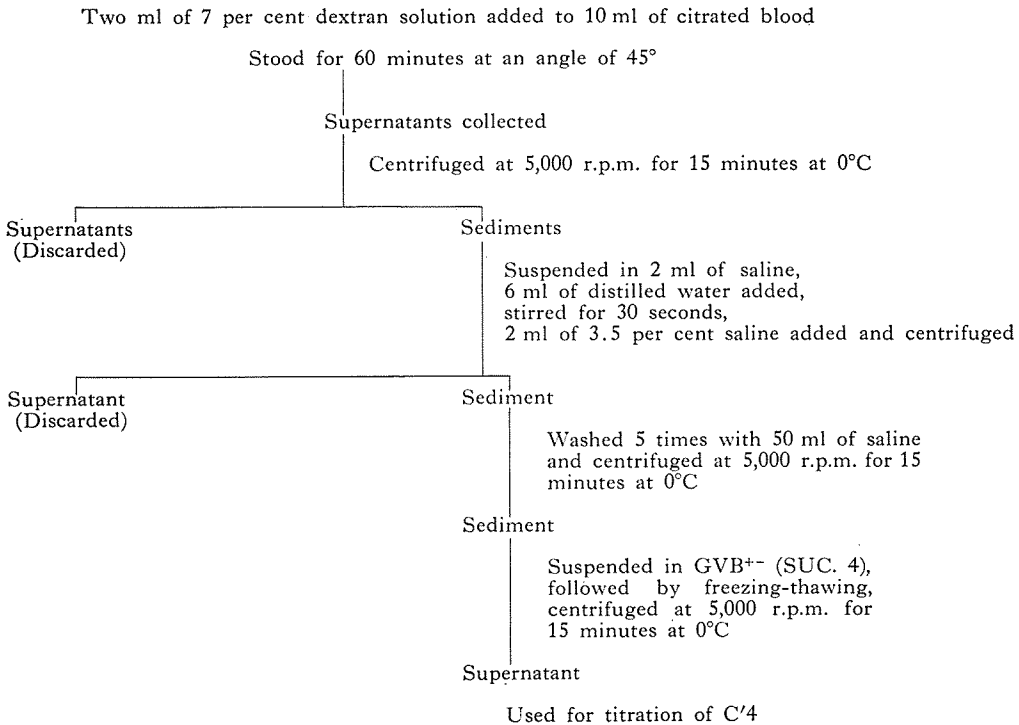 Two ml of 7 per cent dextran solution added to 10 ml of citrated blood
Stood for 60 minutes at an angle of 45°
Supernatants collected
Centrifuged at 5,000 r.p.m. for 15 minutes at 0°C
Supernatants
(Discarded)
Sediments
Suspended in 2 ml of saline,
6 ml of distilled water added,
stirred for 30 seconds,
2 ml of 3.5 per cent saline added and centrifuged
Supernatant
(Discarded)
Sediment
Washed 5 times with 50 ml of saline
and centrifuged at 5,000 r.p.m. for 15
minutes at 0°C
Sediment
Suspended in GVB⁺⁻ (SUC. 4),
followed by freezing-thawing,
centrifuged at 5,000 r.p.m. for
15 minutes at 0°C
Supernatant
Used for titration of C′4